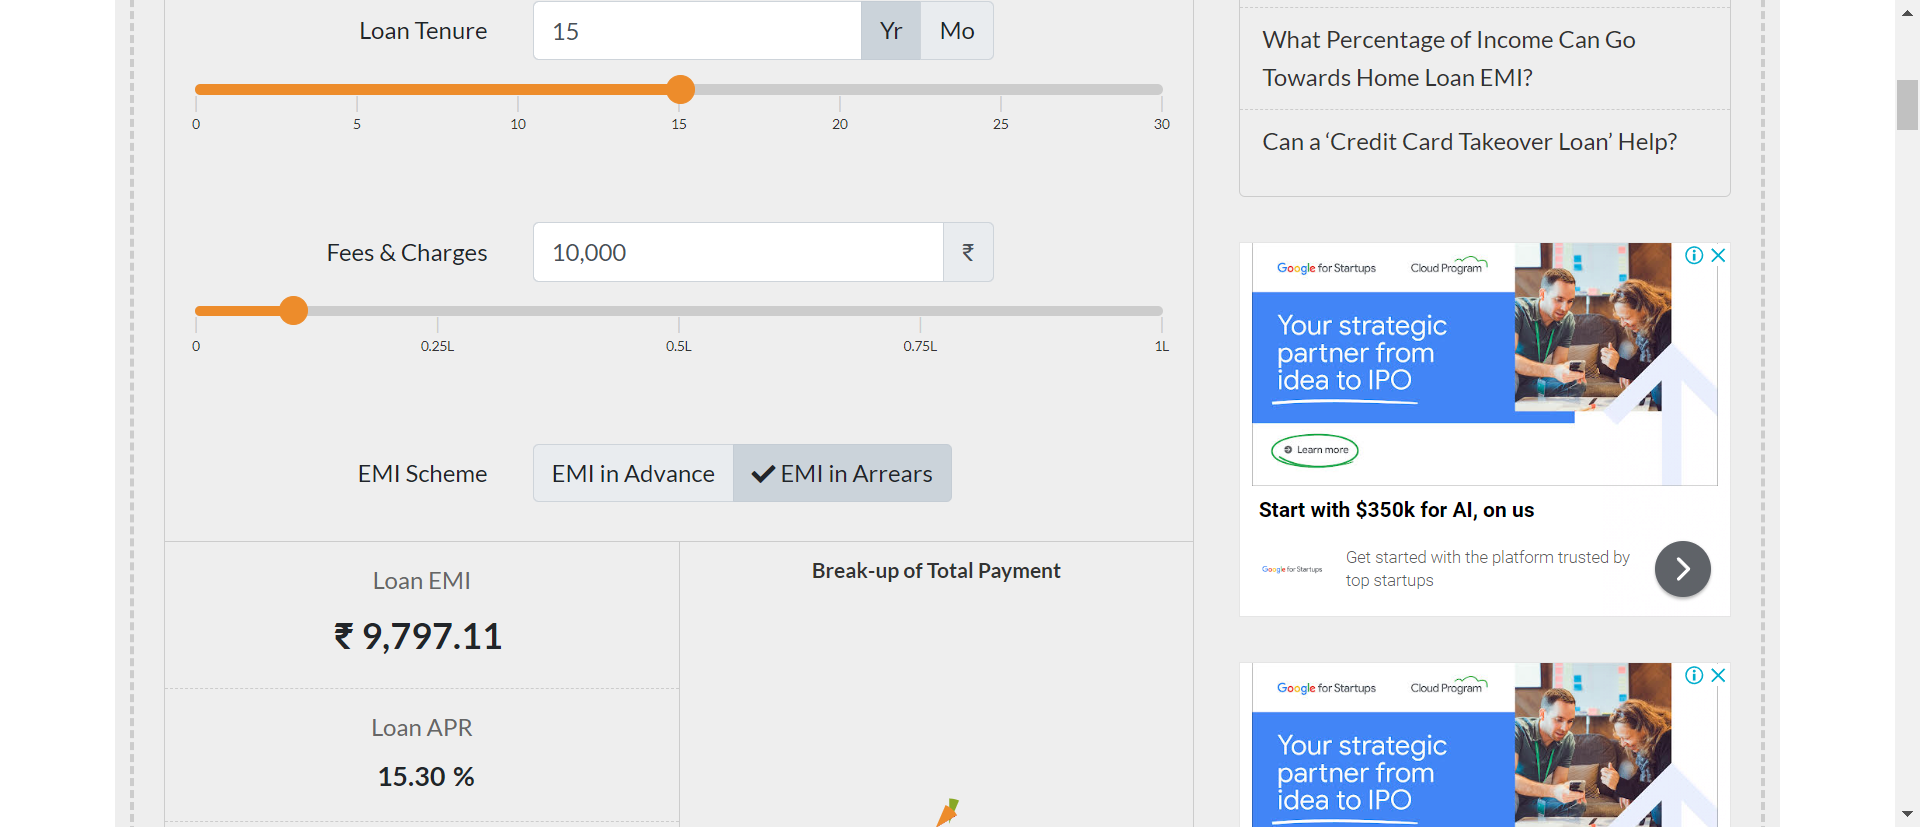 Loan Tenure
15
Yr
Mo
0 5 10 15 20 25 30
Fees & Charges
10,000
₹
0 0.25L 0.5L 0.75L 1L
EMI Scheme
EMI in Advance
EMI in Arrears
Loan EMI
₹ 9,797.11
Loan APR
15.30 %
Break-up of Total Payment
What Percentage of Income Can Go
Towards Home Loan EMI?
Can a ‘Credit Card Takeover Loan’ Help?
Google for Startups
Cloud Program
Your strategic
partner from
idea to IPO
Learn more
Start with $350k for AI, on us
Google for Startups
Get started with the platform trusted by
top startups
Google for Startups
Cloud Program
Your strategic
partner from
idea to IPO